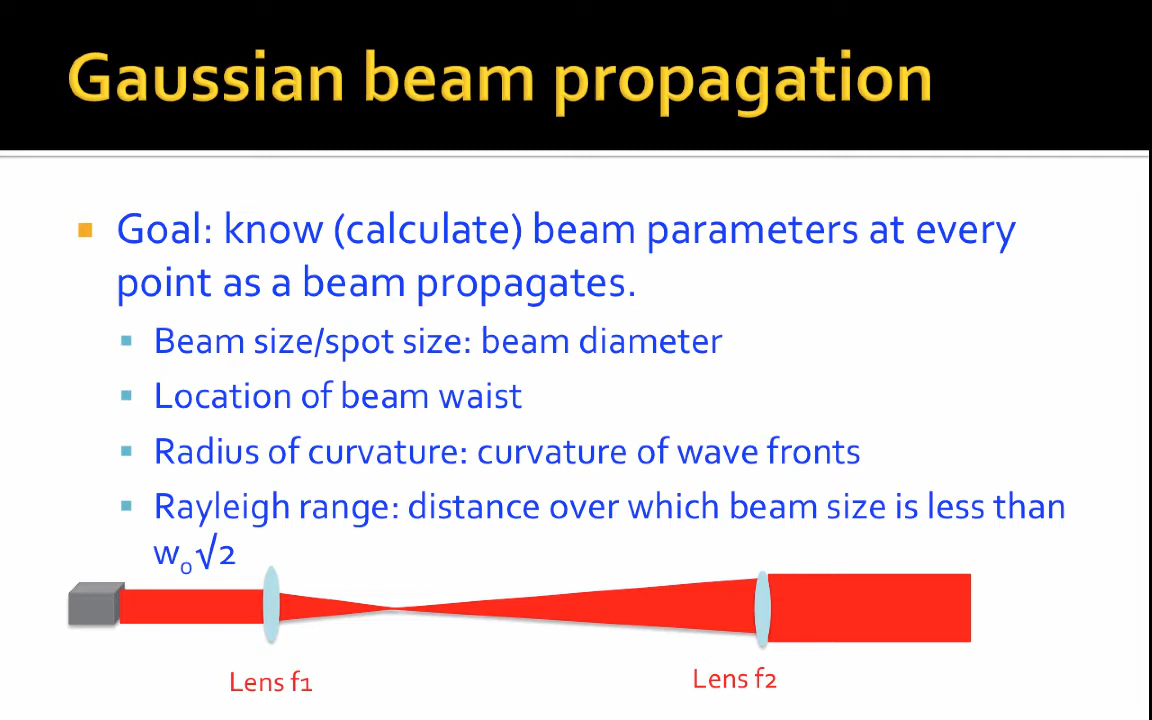 Gaussian beam propagation
Goal: know (calculate) beam parameters at every
point as a beam propagates.
Beam size/spot size: beam diameter
Location of beam waist
Radius of curvature: curvature of wave fronts
Rayleigh range: distance over which beam size is less than
w₀√2
Lens f1
Lens f2